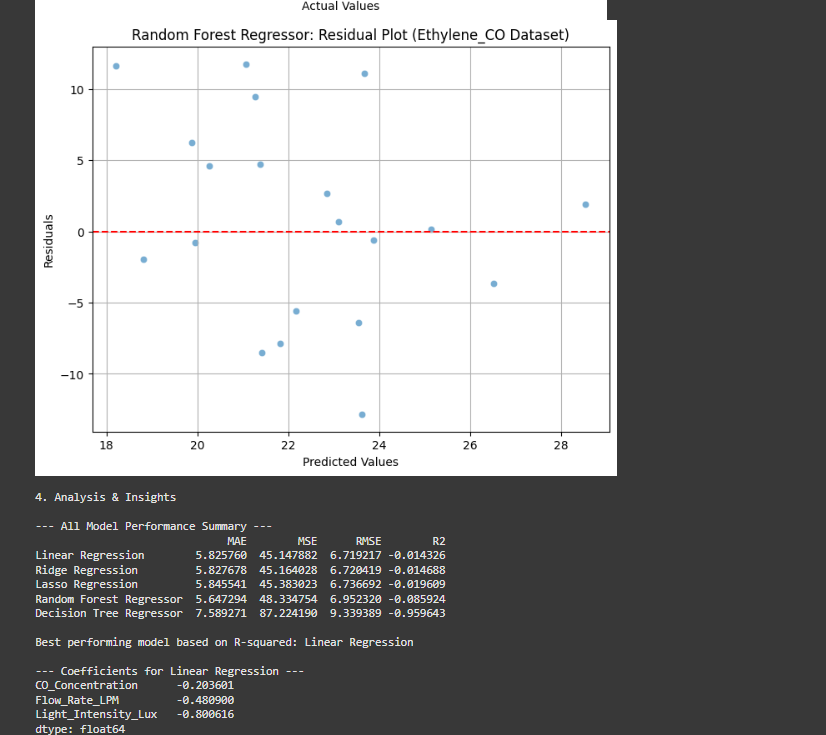 Actual Values
Random Forest Regressor: Residual Plot (Ethylene_CO Dataset)
10
5
0
−5
−10
Residuals
18 20 22 24 26 28
Predicted Values
4. Analysis & Insights
--- All Model Performance Summary ---
MAE MSE RMSE R2
Linear Regression 5.825760 45.147882 6.719217 -0.014326
Ridge Regression 5.827678 45.164028 6.720419 -0.014688
Lasso Regression 5.845541 45.383023 6.736692 -0.019609
Random Forest Regressor 5.647294 48.334754 6.952320 -0.085924
Decision Tree Regressor 7.589271 87.224190 9.339389 -0.959643
Best performing model based on R-squared: Linear Regression
--- Coefficients for Linear Regression ---
CO_Concentration -0.203601
Flow_Rate_LPM -0.480900
Light_Intensity_Lux -0.800616
dtype: float64